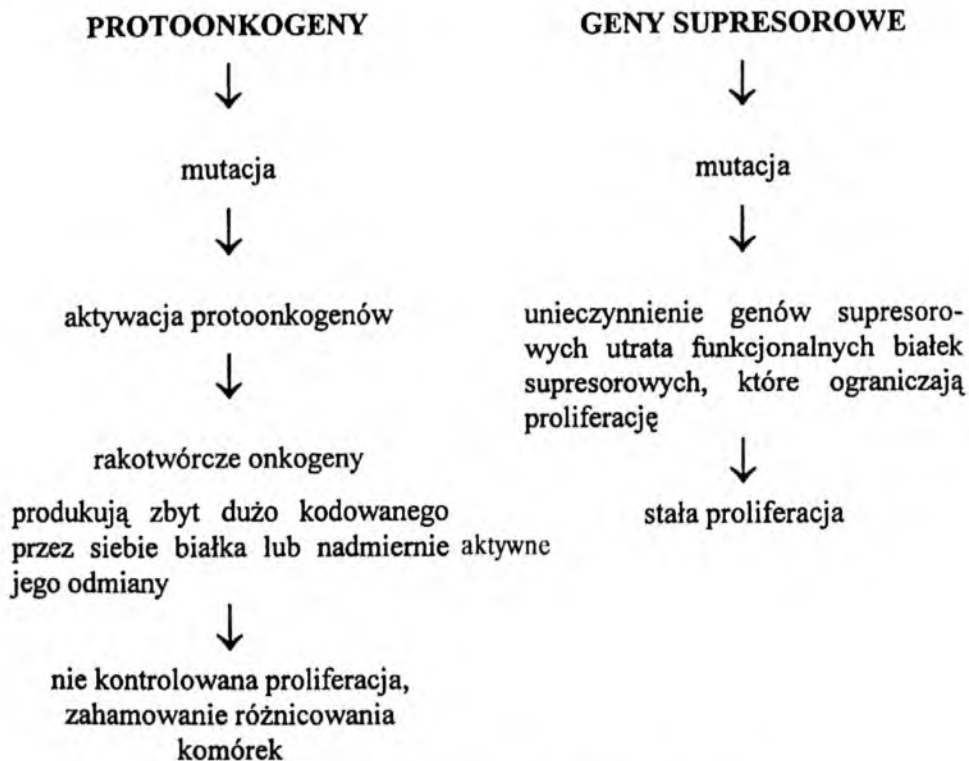 PROTOONKOGENY
↓
mutacja
↓
aktywacja protoonkogenów
↓
rakotwórcze onkogeny
produkują zbyt dużo kodowanego
przez siebie białka lub nadmiernie aktywne
jego odmiany
↓
nie kontrolowana proliferacja,
zahamowanie różnicowania
komórek
GENY SUPRESOROWE
↓
mutacja
↓
unieczynnienie genów supresoro-
wych utrata funkcjonalnych białek
supresorowych, które ograniczają
proliferację
↓
stała proliferacja